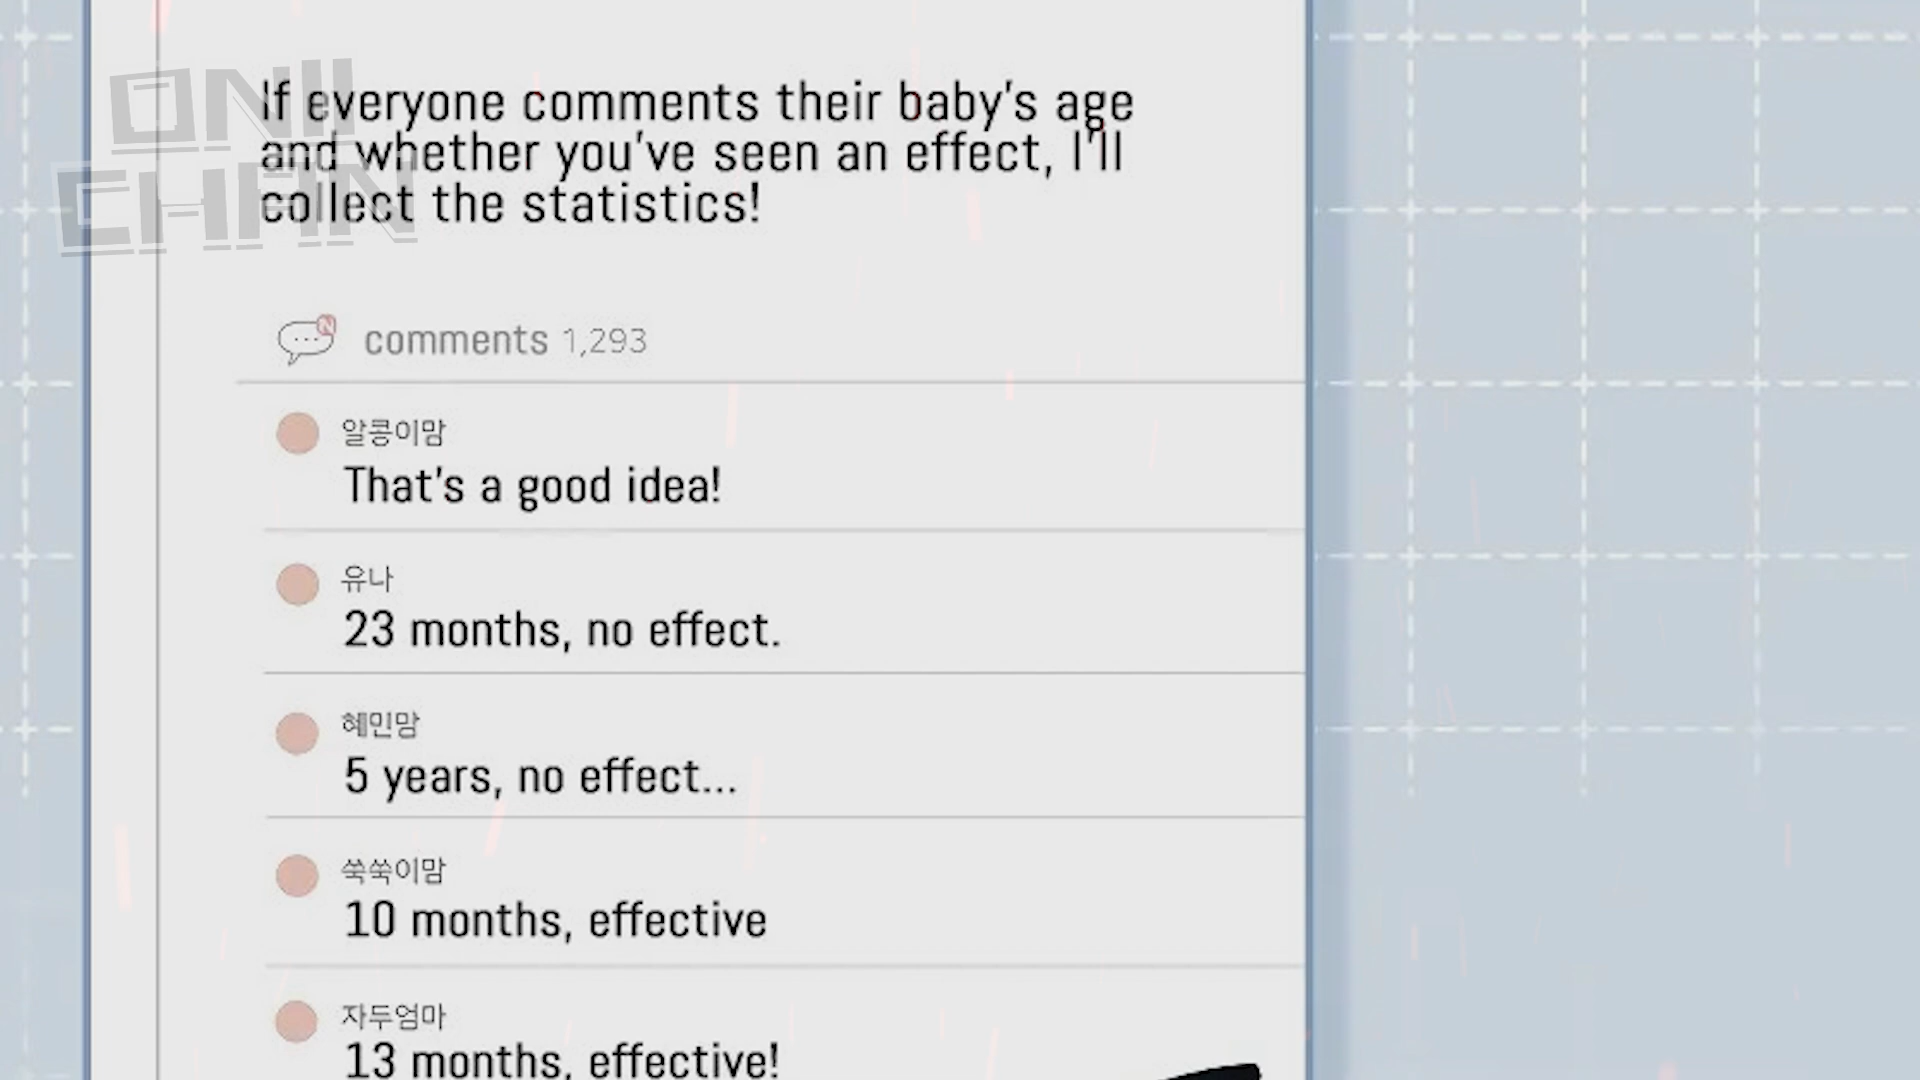 ONII
CHAN
If everyone comments their baby's age
and whether you've seen an effect, I'll
collect the statistics!
N
comments 1,293
알콩이맘
That's a good idea!
유나
23 months, no effect.
혜민맘
5 years, no effect...
쑥쑥이맘
10 months, effective
자두엄마
13 months, effective!